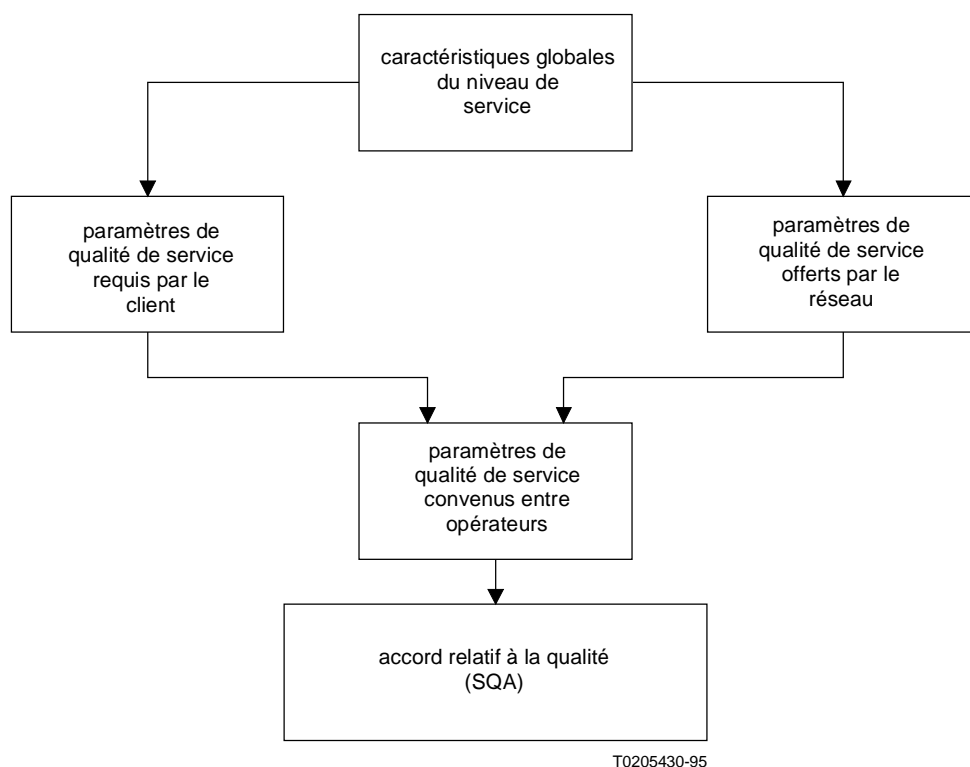 caractéristiques globales
du niveau de
service
paramètres de
qualité de service
requis par le
client
paramètres de
qualité de service
offerts par le
réseau
paramètres de
qualité de service
convenus entre
opérateurs
accord relatif à la qualité
(SQA)
T0205430-95